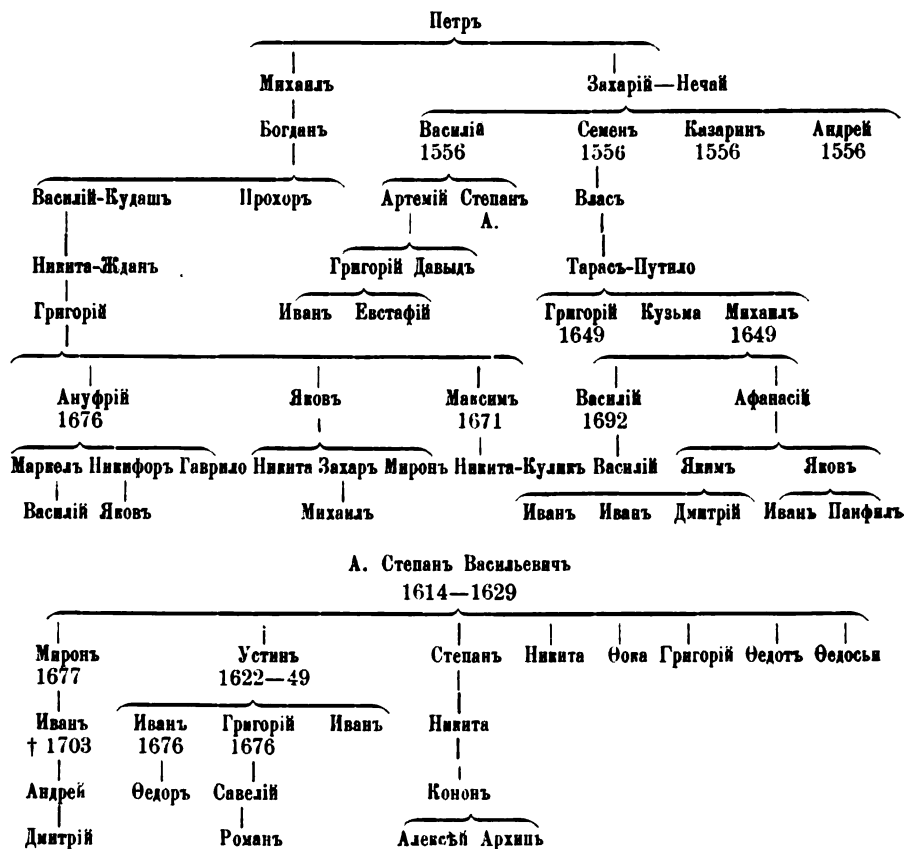 Петръ
Михаилъ Захарій—Нечай
Богданъ Василій Семенъ Казаринъ Андрей
1556 1556 1556 1556
Василій-Кудашъ Прохоръ Артемій Степанъ Власъ
А.
Никита-Жданъ Григорій Давыдъ Тарасъ-Путило
Григорій Иванъ Евстафій Григорій Кузьма Михаилъ
1649 1649
Ануфрій Яковъ Максимъ Василій Афанасій
1676 1671 1692
Маркелъ Никифоръ Гаврило Никита Захаръ Миронъ Никита-Куликъ Василій Якимъ Яковъ
Василій Яковъ Михаилъ Иванъ Иванъ Дмитрій Иванъ Панфилъ
А. Степанъ Васильевичъ
1614—1629
Миронъ Устинъ Степанъ Никита Ѳока Григорій Ѳедотъ Ѳедосьи
1677 1622—49
Иванъ Иванъ Григорій Иванъ Никита
† 1703 1676 1676
Андрей Ѳедоръ Савелій Кононъ
Дмитрій Романъ Алексѣй Архипъ